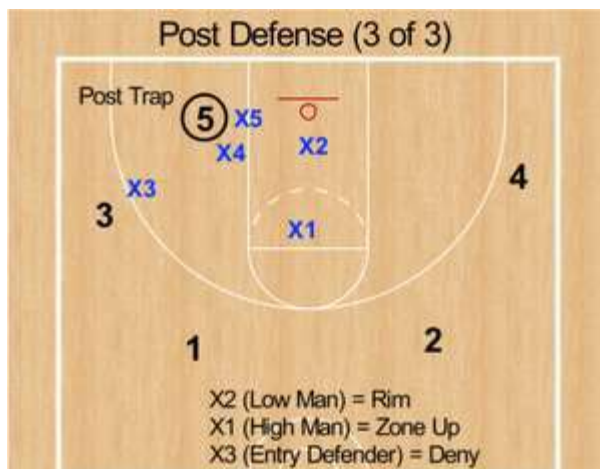 Post Defense (3 of 3)
Post Trap
5 X5
X4 X2
X3 4
3
X1
1 2
X2 (Low Man) = Rim
X1 (High Man) = Zone Up
X3 (Entry Defender) = Deny